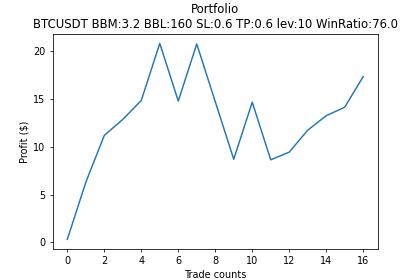 Portfolio
BTCUSDT BBM:3.2 BBL:160 SL:0.6 TP:0.6 lev:10 WinRatio:76.0
20
15
10
5
0
Profit ($)
0 2 4 6 8 10 12 14 16
Trade counts